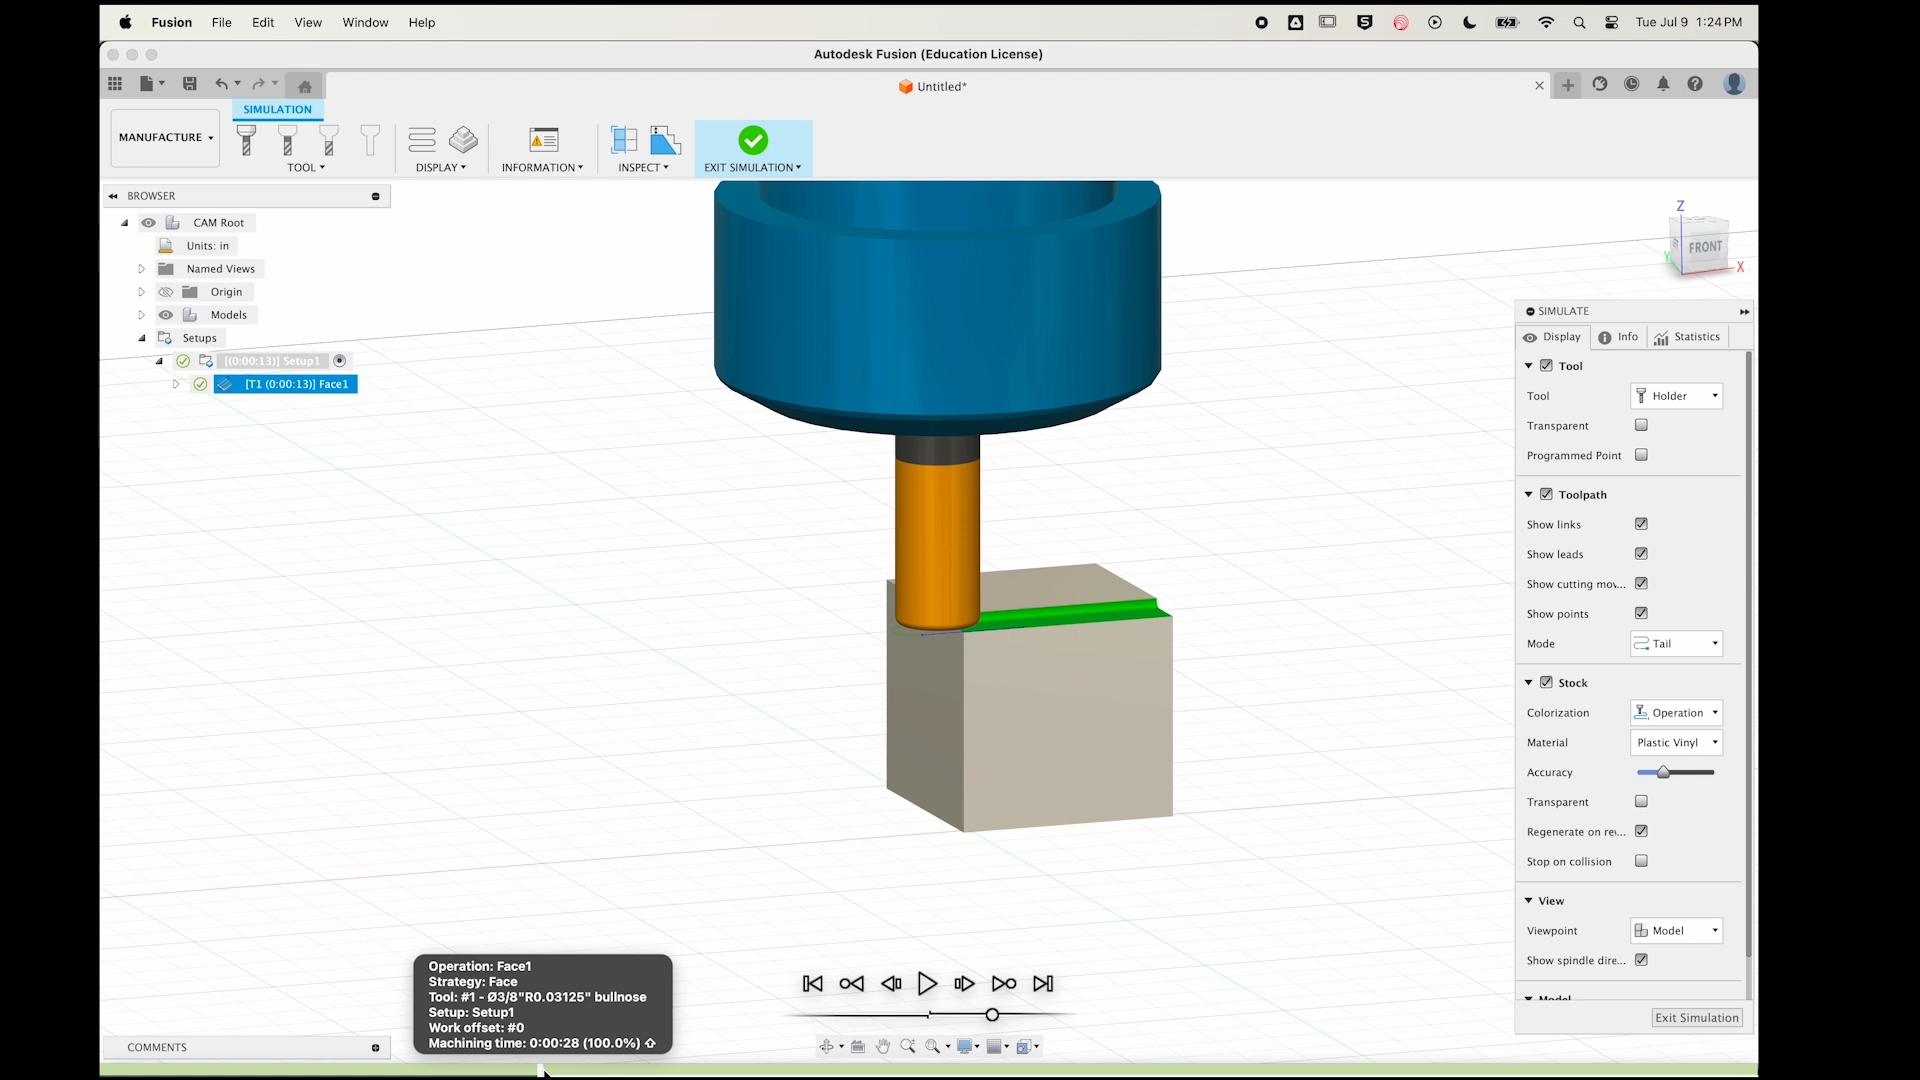 Fusion File Edit View Window Help
Tue Jul 9 1:24 PM
Autodesk Fusion (Education License)
Untitled*
SIMULATION
MANUFACTURE
TOOL
DISPLAY
INFORMATION
INSPECT
EXIT SIMULATION
BROWSER
CAM Root
Units: in
Named Views
Origin
Models
Setups
[(0:00:13)] Setup1
[T1 (0:00:13)] Face1
Z
FRONT
Y
X
SIMULATE
Display Info Statistics
Tool
Tool Holder
Transparent
Programmed Point
Toolpath
Show links
Show leads
Show cutting mov...
Show points
Mode Tail
Stock
Colorization Operation
Material Plastic Vinyl
Accuracy
Transparent
Regenerate on re...
Stop on collision
View
Viewpoint Model
Show spindle dire...
Model
Exit Simulation
Operation: Face1
Strategy: Face
Tool: #1 - Ø3/8"R0.03125" bullnose
Setup: Setup1
Work offset: #0
Machining time: 0:00:28 (100.0%)
COMMENTS